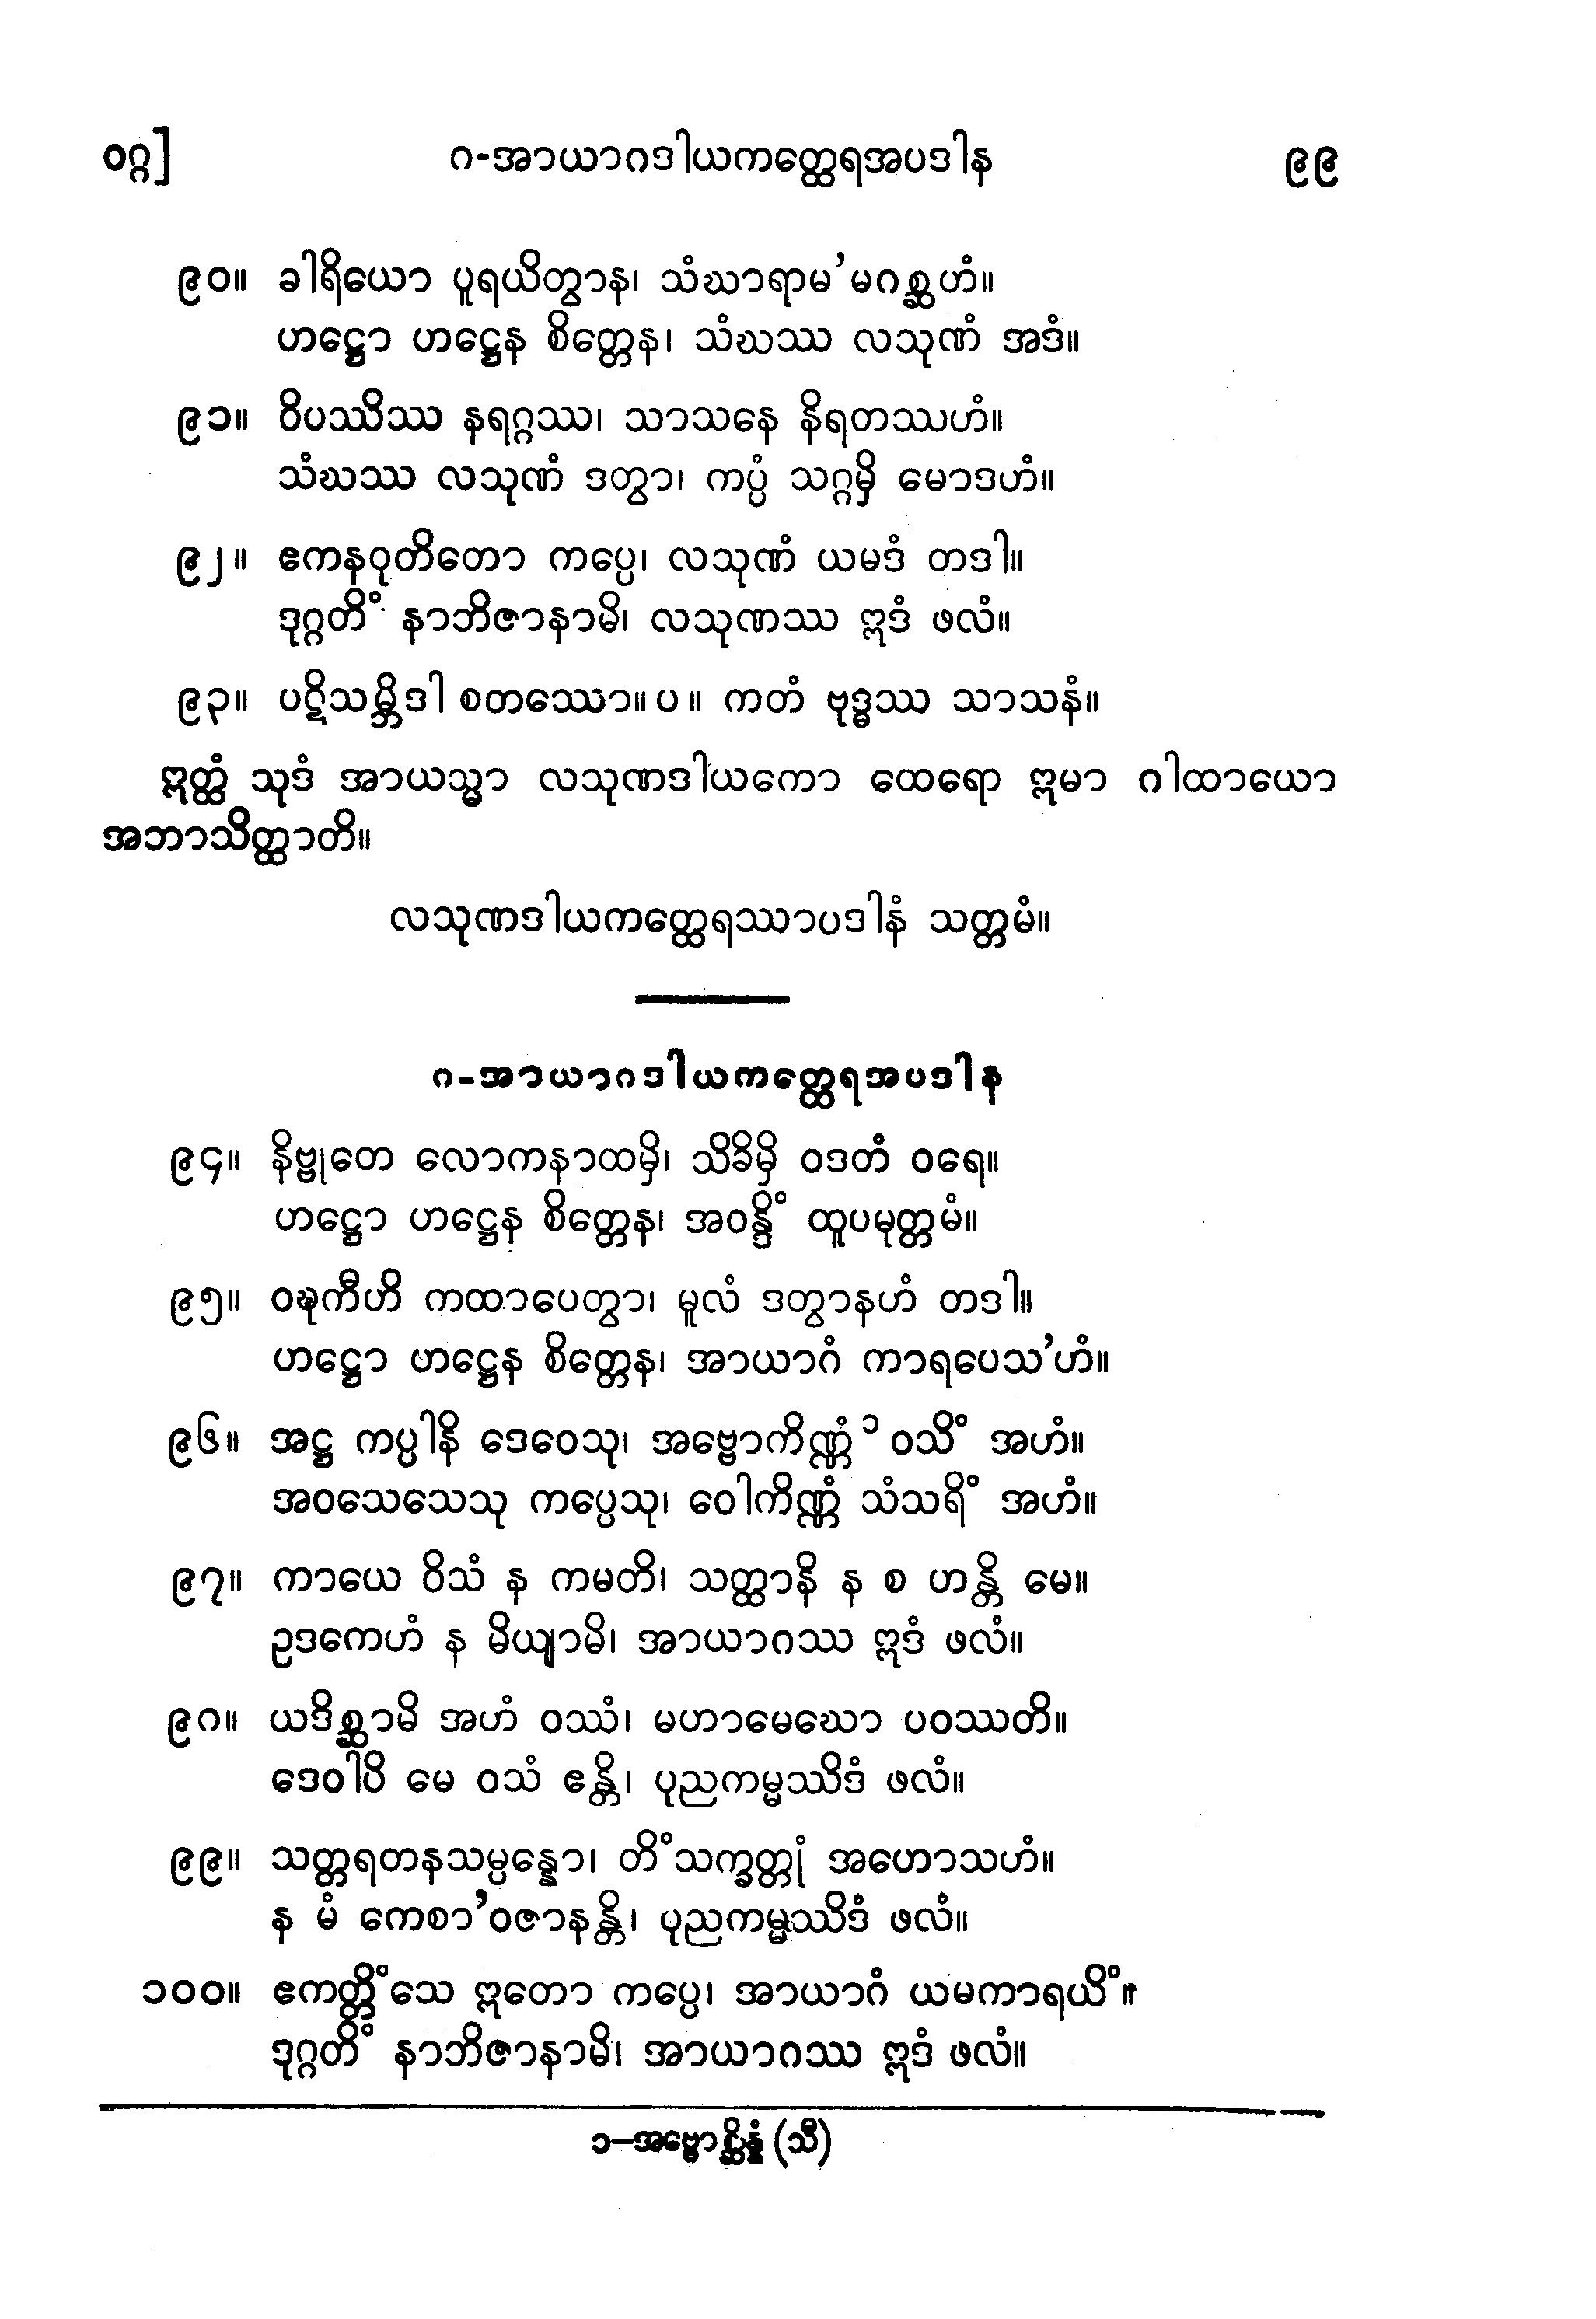 ဝဂ္ဂ] ဂ-အာယာဂဒါယကတ္ထေရအပဒါန ၉၉
၉၀။ ခါရိယော ပူရယိတွာန၊ သံဃာရာမ’မဂစ္ဆဟံ။
ဟဋ္ဌော ဟဋ္ဌေန စိတ္တေန၊ သံဃဿ လသုဏံ အဒံ။
၉၁။ ဝိပဿိဿ နရဂ္ဂဿ၊ သာသနေ နိရတဿဟံ။
သံဃဿ လသုဏံ ဒတွာ၊ ကပ္ပံ သဂ္ဂမှိ မောဒဟံ။
၉၂။ ဧကနဝုတိတော ကပ္ပေ၊ လသုဏံ ယမဒံ တဒါ။
ဒုဂ္ဂတိံ နာဘိဇာနာမိ၊ လသုဏဿ ဣဒံ ဖလံ။
၉၃။ ပဋိသမ္ဘိဒါ စတဿော။ပ။ ကတံ ဗုဒ္ဓဿ သာသနံ။
ဣတ္ထံ သုဒံ အာယသ္မာ လသုဏဒါယကော ထေရော ဣမာ ဂါထာယော
အဘာသိတ္ထာတိ။
လသုဏဒါယကတ္ထေရဿာပဒါနံ သတ္တမံ။
ဂ-အာယာဂဒါယကတ္ထေရအပဒါန
၉၄။ နိဗ္ဗုတေ လောကနာထမှိ၊ သိခိမှိ ဝဒတံ ဝရေ။
ဟဋ္ဌော ဟဋ္ဌေန စိတ္တေန၊ အဝန္ဒိံ ထူပမုတ္တမံ။
၉၅။ ဝဍ္ဎကီဟိ ကထာပေတွာ၊ မူလံ ဒတွာနဟံ တဒါ။
ဟဋ္ဌော ဟဋ္ဌေန စိတ္တေန၊ အာယာဂံ ကာရပေသ’ဟံ။
၉၆။ အဋ္ဌ ကပ္ပါနိ ဒေဝေသု၊ အဗ္ဗောကိဏ္ဏံ ၁ ဝသိံ အဟံ။
အဝသေသေသု ကပ္ပေသု၊ ဝေါကိဏ္ဏံ သံသရိံ အဟံ။
၉၇။ ကာယေ ဝိသံ န ကမတိ၊ သတ္ထာနိ န စ ဟန္တိ မေ။
ဥဒကေဟံ န မိယျာမိ၊ အာယာဂဿ ဣဒံ ဖလံ။
၉ဂ။ ယဒိစ္ဆာမိ အဟံ ဝဿံ၊ မဟာမေဃော ပဝဿတိ။
ဒေဝါပိ မေ ဝသံ ဧန္တိ၊ ပုညကမ္မဿိဒံ ဖလံ။
၉၉။ သတ္တရတနသမ္ပန္နော၊ တိံသက္ခတ္တုံ အဟောသဟံ။
န မံ ကေစာ’ဝဇာနန္တိ၊ ပုညကမ္မဿိဒံ ဖလံ။
၁၀၀။ ဧကတ္တိံသေ ဣတော ကပ္ပေ၊ အာယာဂံ ယမကာရယိံ။
ဒုဂ္ဂတိံ နာဘိဇာနာမိ၊ အာယာဂဿ ဣဒံ ဖလံ။
၁–အဗ္ဗောစ္ဆိန္နံ (သီ)